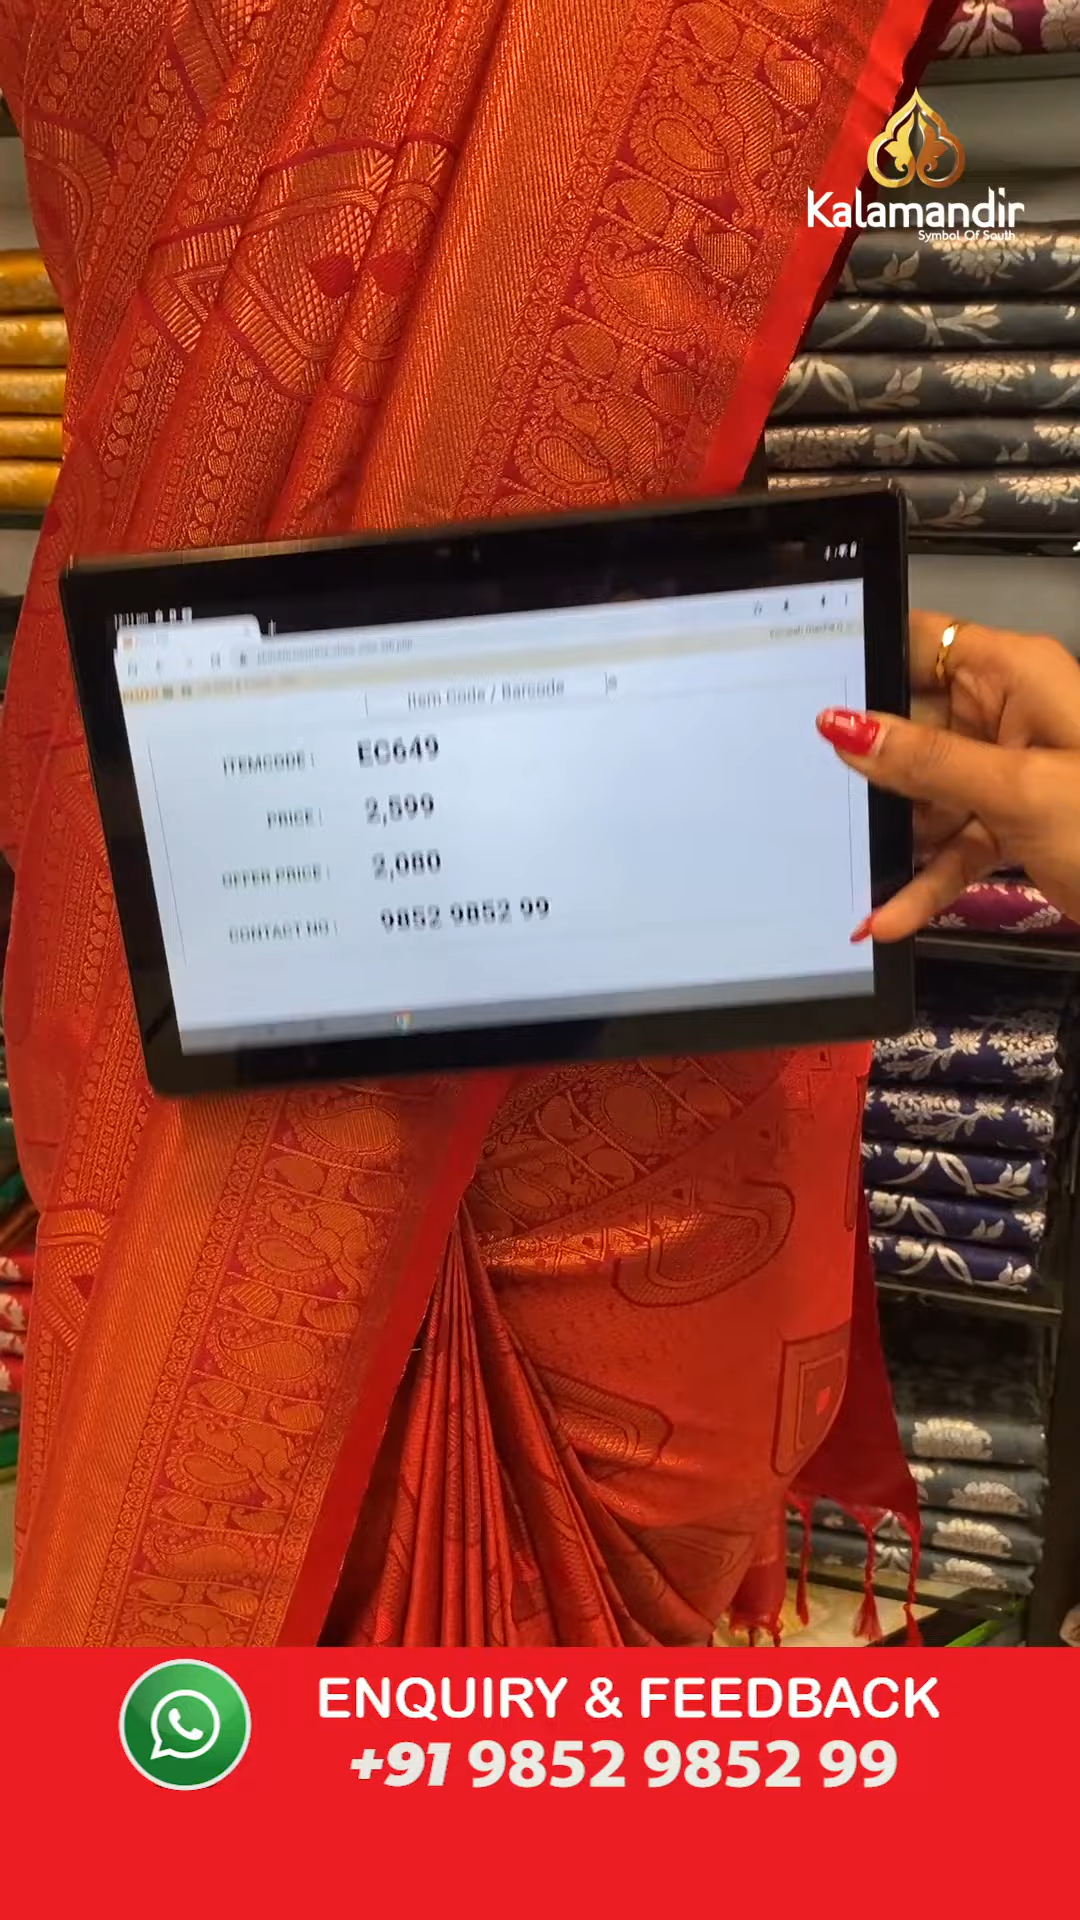 Kalamandir
Symbol Of South
Item Code / Barcode
ITEMCODE : EC649
PRICE : 2,599
OFFER PRICE : 2,080
CONTACT NO : 9852 9852 99
ENQUIRY & FEEDBACK
+91 9852 9852 99